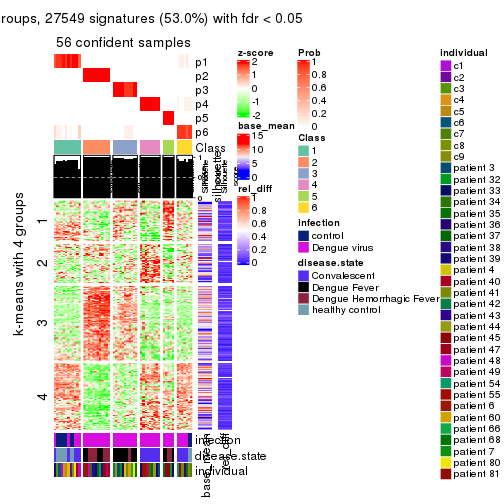 roups, 27549 signatures (53.0%) with fdr < 0.05
56 confident samples
p1
p2
p3
p4
p5
p6
Class
silhouette
score
1
2
3
4
k-means with 4 groups
infection
disease.state
individual
base_mean
rel_diff
z-score
2
1
0
-1
-2
base_mean
15
10
5
0
rel_diff
1
0.8
0.6
0.4
0.2
0
Prob
1
0.8
0.6
0.4
0.2
0
Class
1
2
3
4
5
6
infection
control
Dengue virus
disease.state
Convalescent
Dengue Fever
Dengue Hemorrhagic Fever
healthy control
individual
c1
c2
c3
c4
c5
c6
c7
c8
c9
patient 3
patient 32
patient 33
patient 34
patient 35
patient 36
patient 37
patient 38
patient 39
patient 4
patient 40
patient 41
patient 42
patient 43
patient 44
patient 45
patient 47
patient 48
patient 49
patient 54
patient 55
patient 6
patient 60
patient 66
patient 68
patient 7
patient 80
patient 81